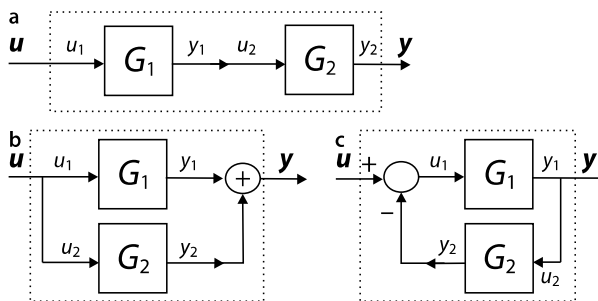 a
u u₁ G₁ y₁ u₂ G₂ y₂ y
b
u u₁ G₁ y₁ + y
u₂ G₂ y₂
c
u + u₁ G₁ y₁ y
− y₂ G₂ u₂